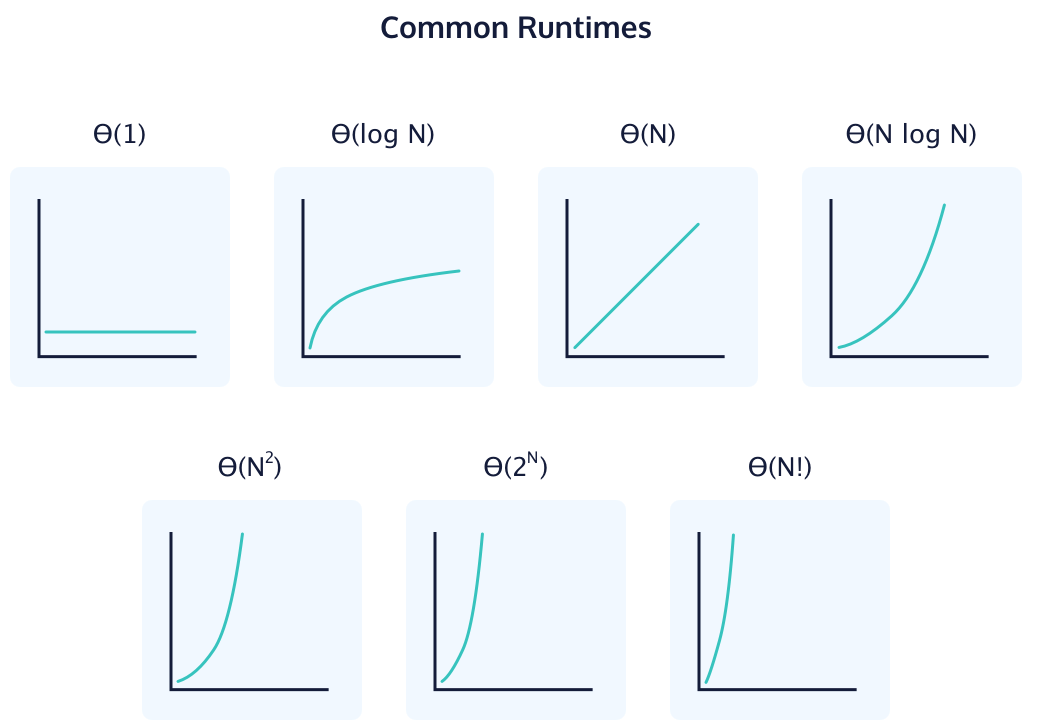 Common Runtimes
Ɵ(1)
Ɵ(log N)
Ɵ(N)
Ɵ(N log N)
Ɵ(N²)
Ɵ(2ᴺ)
Ɵ(N!)